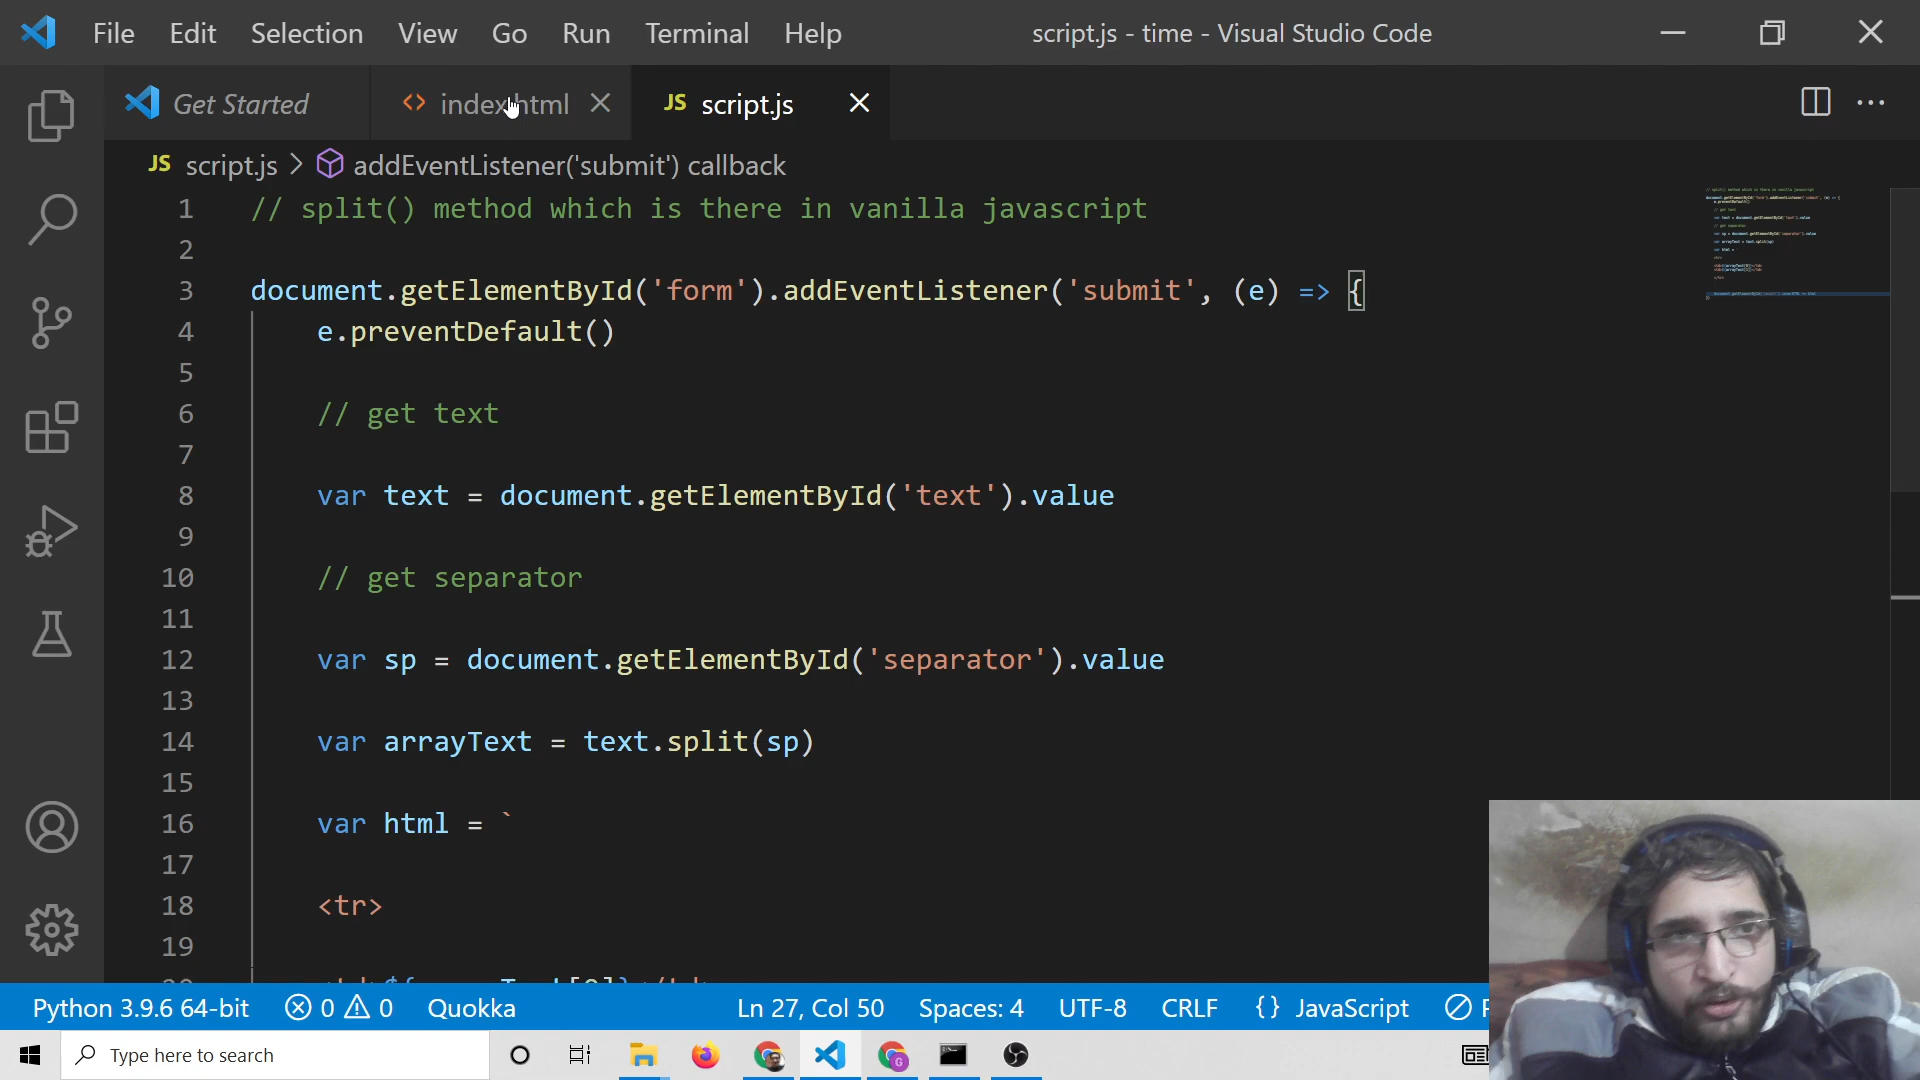 File Edit Selection View Go Run Terminal Help script.js - time - Visual Studio Code
Get Started <> index.html JS script.js
JS script.js > addEventListener('submit') callback
1 // split() method which is there in vanilla javascript
2
3 document.getElementById('form').addEventListener('submit', (e) => {
4 e.preventDefault()
5
6 // get text
7
8 var text = document.getElementById('text').value
9
10 // get separator
11
12 var sp = document.getElementById('separator').value
13
14 var arrayText = text.split(sp)
15
16 var html = `
17
18 <tr>
19
Python 3.9.6 64-bit 0 0 Quokka Ln 27, Col 50 Spaces: 4 UTF-8 CRLF {} JavaScript
Type here to search